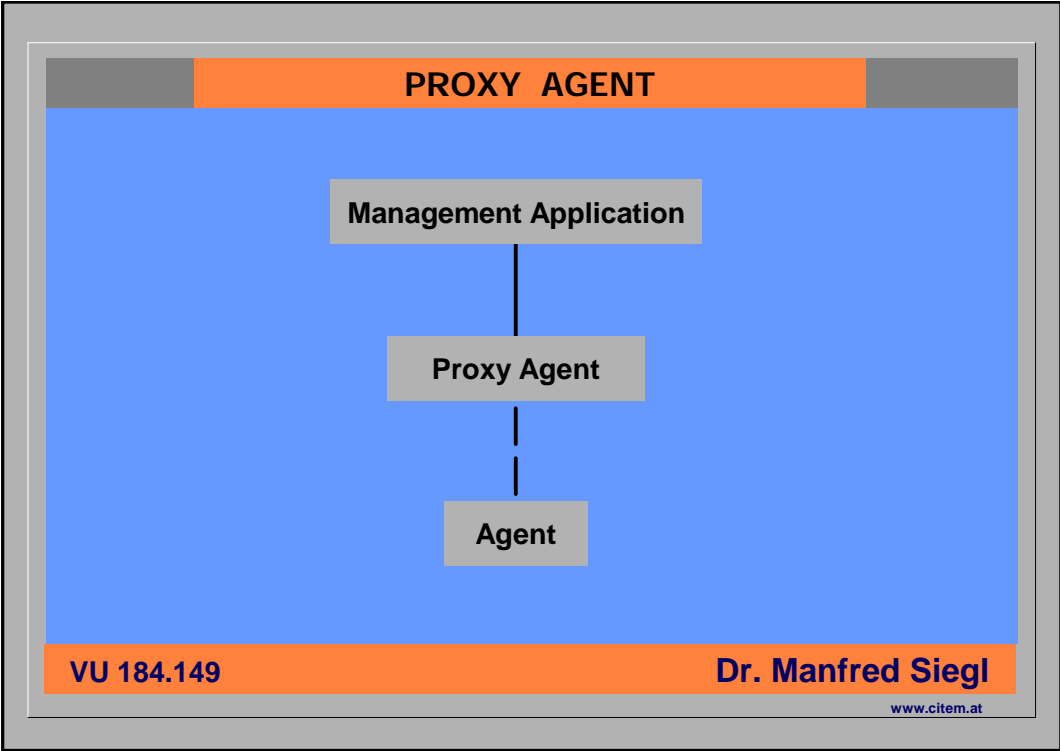 PROXY AGENT
Management Application
Proxy Agent
Agent
VU 184.149
Dr. Manfred Siegl
www.citem.at